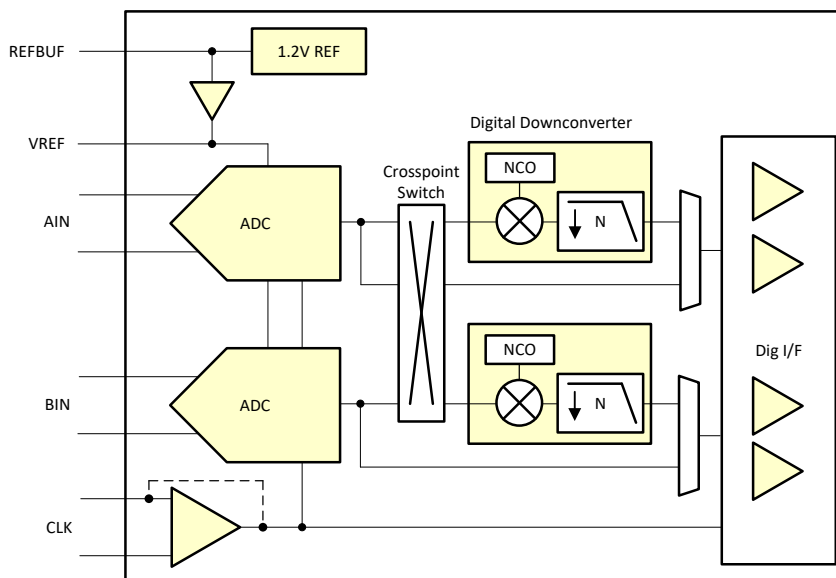 REFBUF
1.2V REF
VREF
Digital Downconverter
Crosspoint
Switch
NCO
AIN
ADC
N
NCO
Dig I/F
BIN
ADC
N
CLK